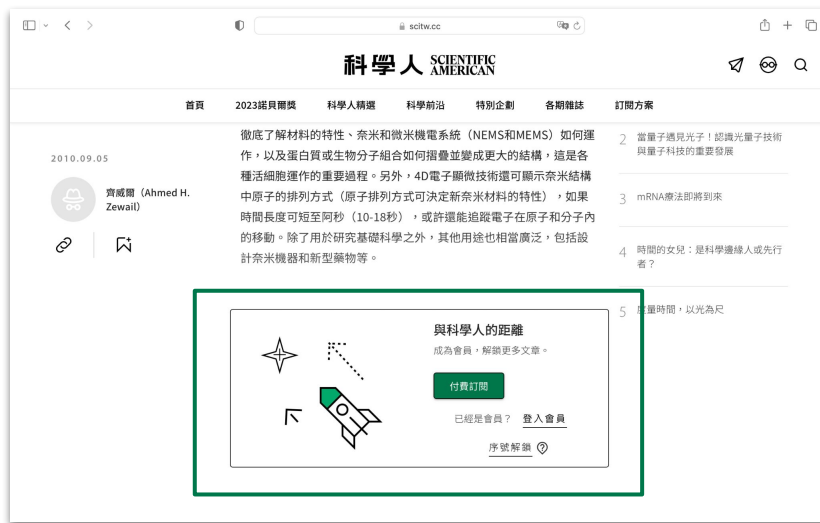 scitw.cc
科學人 SCIENTIFIC AMERICAN
首頁 2023諾貝爾獎 科學人精選 科學前沿 特別企劃 各期雜誌 訂閱方案
2010.09.05
齊威爾（Ahmed H.
Zewail）
徹底了解材料的特性、奈米和微米機電系統（NEMS和MEMS）如何運
作，以及蛋白質或生物分子組合如何摺疊並變成更大的結構，這是各
種活細胞運作的重要過程。另外，4D電子顯微技術還可顯示奈米結構
中原子的排列方式（原子排列方式可決定新奈米材料的特性），如果
時間長度可短至阿秒（10-18秒），或許還能追蹤電子在原子和分子內
的移動。除了用於研究基礎科學之外，其他用途也相當廣泛，包括設
計奈米機器和新型藥物等。
2 當量子遇見光子！認識光量子技術
與量子科技的重要發展
3 mRNA療法即將到來
4 時間的女兒：是科學邊緣人或先行
者？
5 度量時間，以光為尺
與科學人的距離
成為會員，解鎖更多文章。
付費訂閱
已經是會員？ 登入會員
序號解鎖 ?